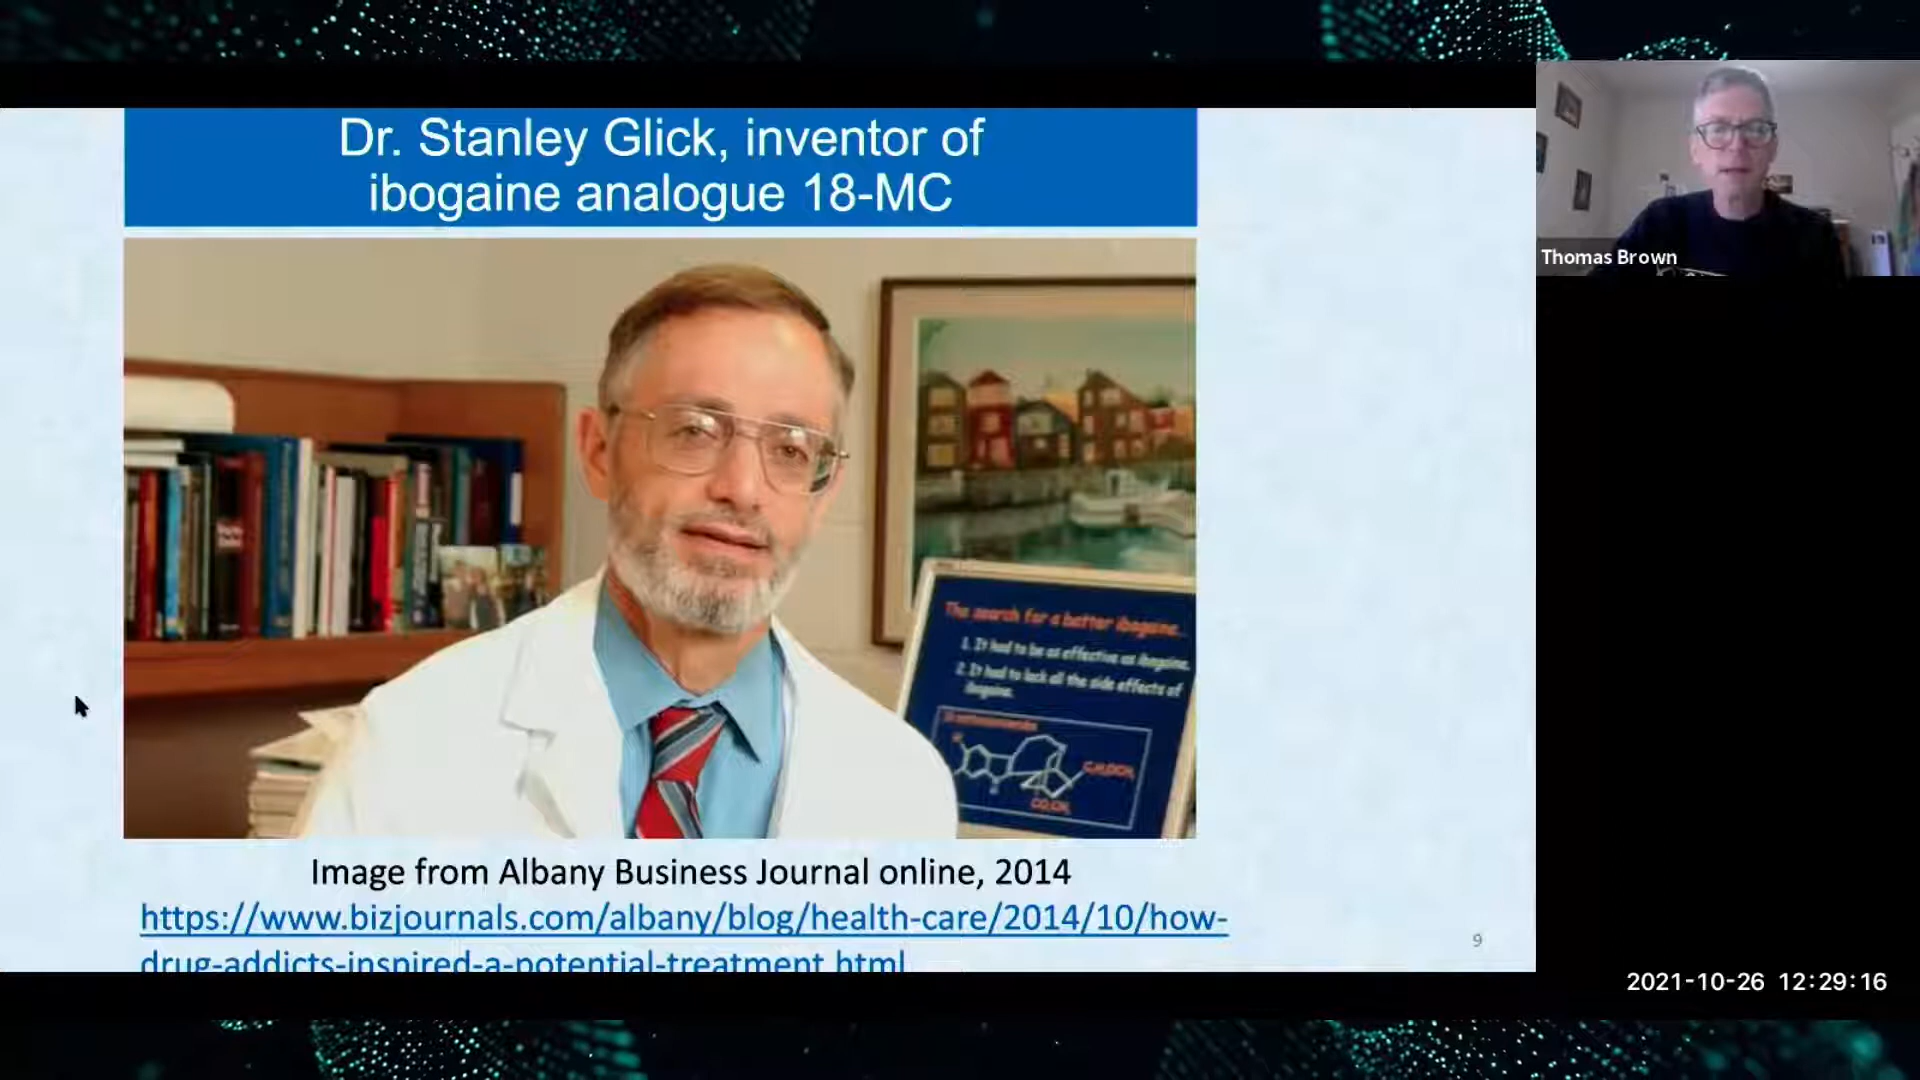 Dr. Stanley Glick, inventor of
ibogaine analogue 18-MC
Thomas Brown
The search for a better ibogaine...
1. It had to be as effective as ibogaine.
2. It had to lack all the side effects of
ibogaine.
CO₂CH₃
Image from Albany Business Journal online, 2014
https://www.bizjournals.com/albany/blog/health-care/2014/10/how-
drug-addicts-inspired-a-potential-treatment.html
9
2021-10-26 12:29:16